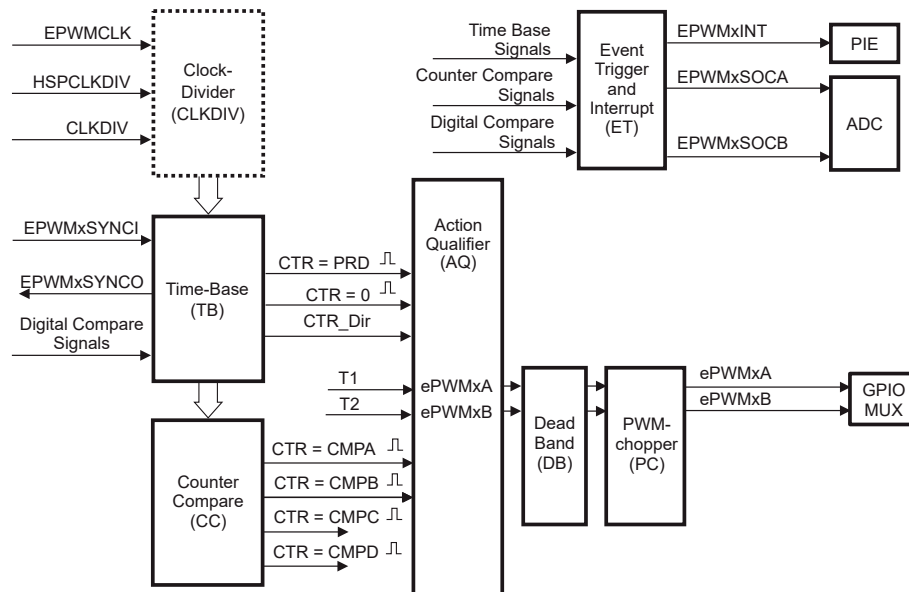 EPWMCLK
HSPCLKDIV
CLKDIV
Clock-
Divider
(CLKDIV)
Time Base
Signals
Counter Compare
Signals
Digital Compare
Signals
Event
Trigger
and
Interrupt
(ET)
EPWMxINT
EPWMxSOCA
EPWMxSOCB
PIE
ADC
EPWMxSYNCI
EPWMxSYNCO
Digital Compare
Signals
Time-Base
(TB)
CTR = PRD
CTR = 0
CTR_Dir
T1
T2
Action
Qualifier
(AQ)
ePWMxA
ePWMxB
Dead
Band
(DB)
PWM-
chopper
(PC)
ePWMxA
ePWMxB
GPIO
MUX
Counter
Compare
(CC)
CTR = CMPA
CTR = CMPB
CTR = CMPC
CTR = CMPD